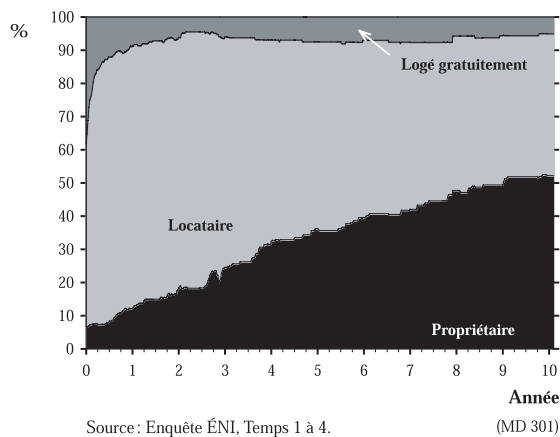 %
100
90
80
70
60
50
40
30
20
10
0
Logé gratuitement
Locataire
Propriétaire
0 1 2 3 4 5 6 7 8 9 10
Année
Source : Enquête ÉNI, Temps 1 à 4.
(MD 301)